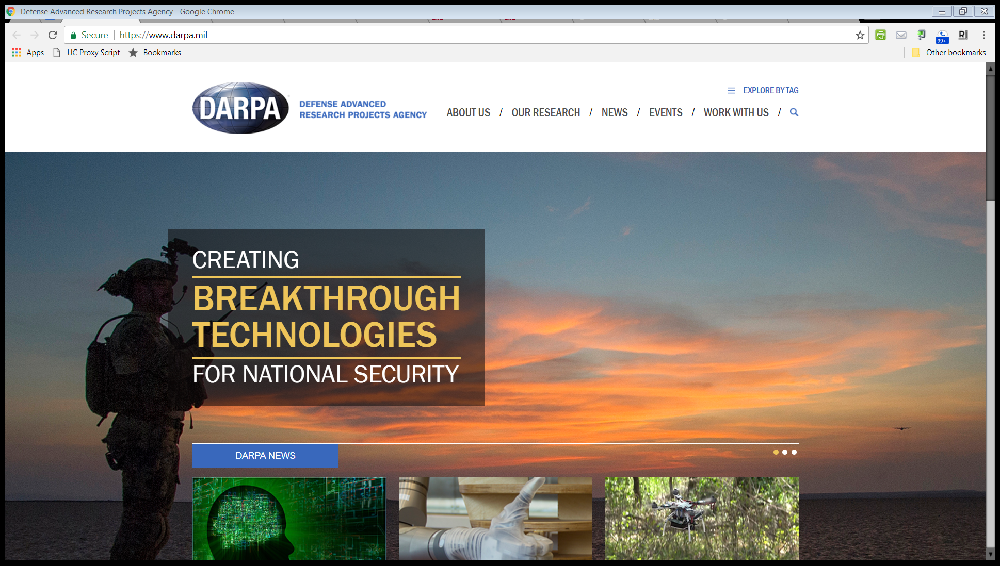 Defense Advanced Research Projects Agency - Google Chrome
Secure https://www.darpa.mil
99+
R
Apps UC Proxy Script Bookmarks Other bookmarks
EXPLORE BY TAG
DARPA
DEFENSE ADVANCED
RESEARCH PROJECTS AGENCY
ABOUT US / OUR RESEARCH / NEWS / EVENTS / WORK WITH US /
CREATING
BREAKTHROUGH
TECHNOLOGIES
FOR NATIONAL SECURITY
DARPA NEWS